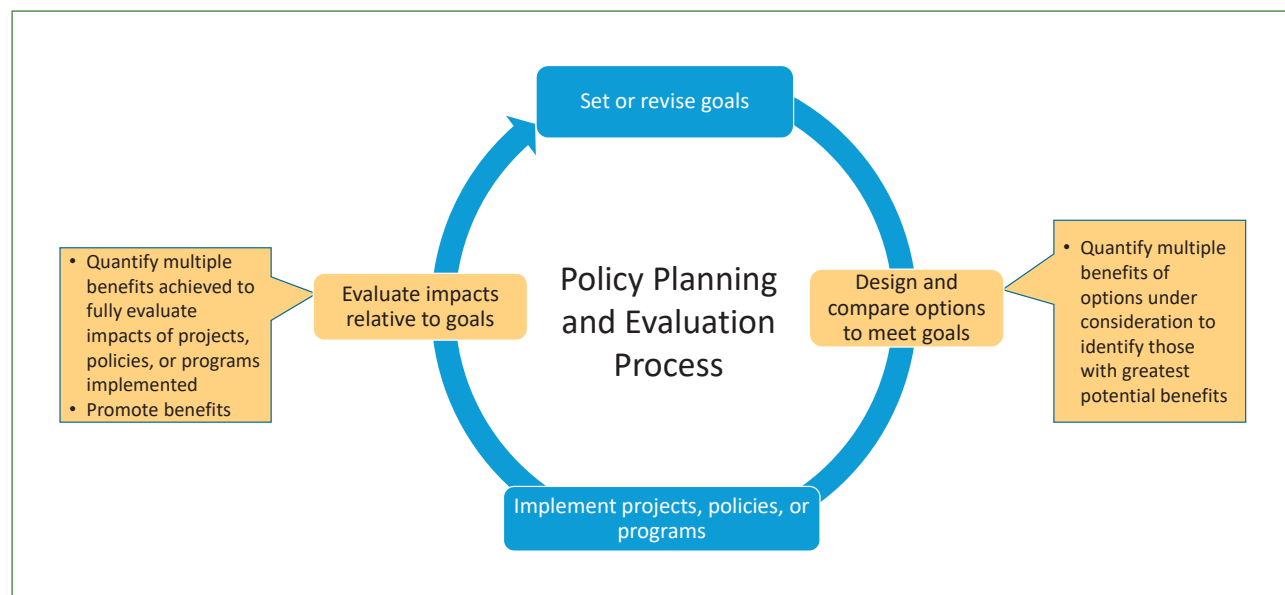 Set or revise goals
Policy Planning
and Evaluation
Process
Design and
compare options
to meet goals
• Quantify multiple
benefits of
options under
consideration to
identify those
with greatest
potential benefits
Implement projects, policies, or
programs
Evaluate impacts
relative to goals
• Quantify multiple
benefits achieved to
fully evaluate
impacts of projects,
policies, or programs
implemented
• Promote benefits